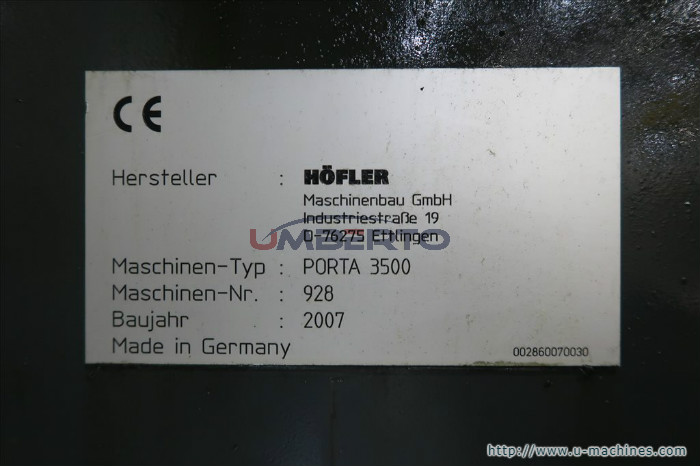 CE
Hersteller : HÖFLER
Maschinenbau GmbH
Industriestraße 19
D-76275 Ettlingen
UMBERTO
Maschinen-Typ : PORTA 3500
Maschinen-Nr. : 928
Baujahr : 2007
Made in Germany 002860070030
http://www.u-machines.com